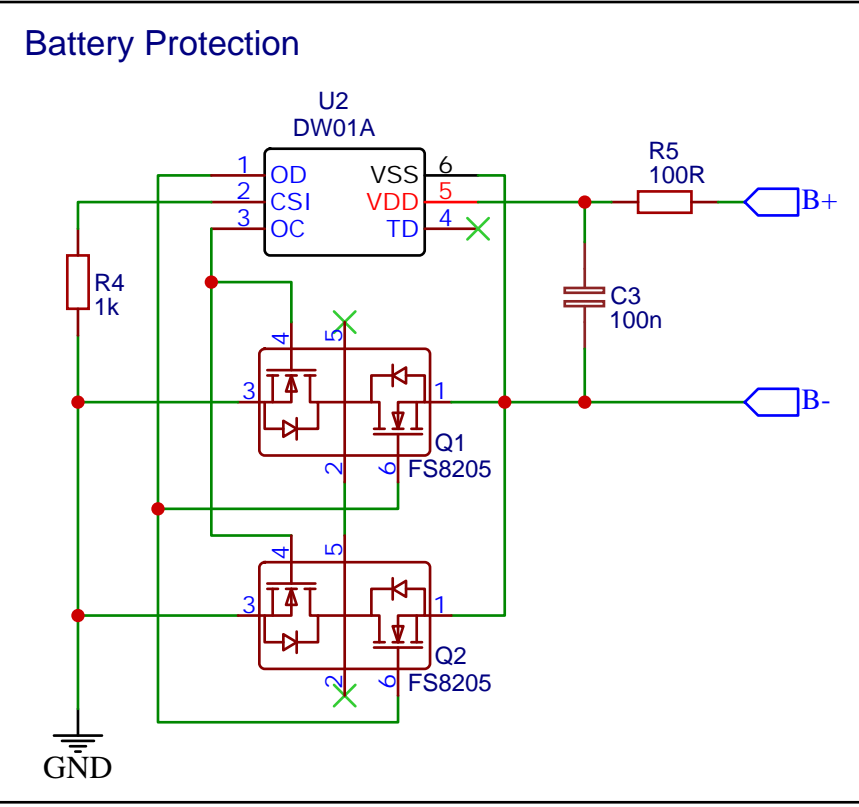 Battery Protection
U2
DW01A
1 OD VSS 6
2 CSI VDD 5
3 OC TD 4
R5
100R
B+
R4
1k
C3
100n
4 5
3 1
B-
Q1
2 6 FS8205
4 5
3 1
Q2
2 6 FS8205
GND